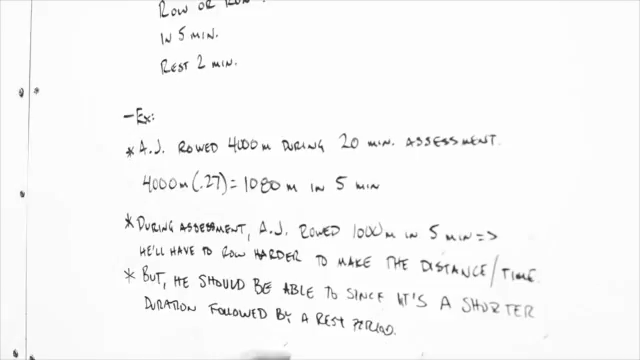 ROW OR RUN
IN 5 MIN.
REST 2 MIN.
- EX:
* A.J. ROWED 4000M DURING 20 MIN. ASSESSMENT.
4000M (.27) = 1080 M IN 5 MIN
* DURING ASSESSMENT, A.J. ROWED 1000M IN 5 MIN =>
HE'LL HAVE TO ROW HARDER TO MAKE THE DISTANCE/TIME.
* BUT, HE SHOULD BE ABLE TO SINCE IT'S A SHORTER
DURATION FOLLOWED BY A REST PERIOD.